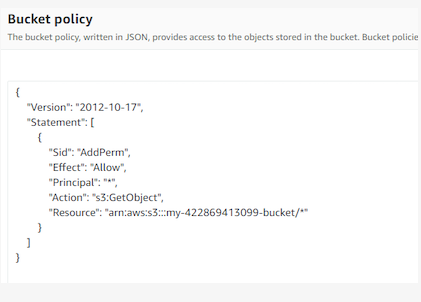 Bucket policy
The bucket policy, written in JSON, provides access to the objects stored in the bucket. Bucket policie
{
"Version": "2012-10-17",
"Statement": [
{
"Sid": "AddPerm",
"Effect": "Allow",
"Principal": "*",
"Action": "s3:GetObject",
"Resource": "arn:aws:s3:::my-422869413099-bucket/*"
}
]
}